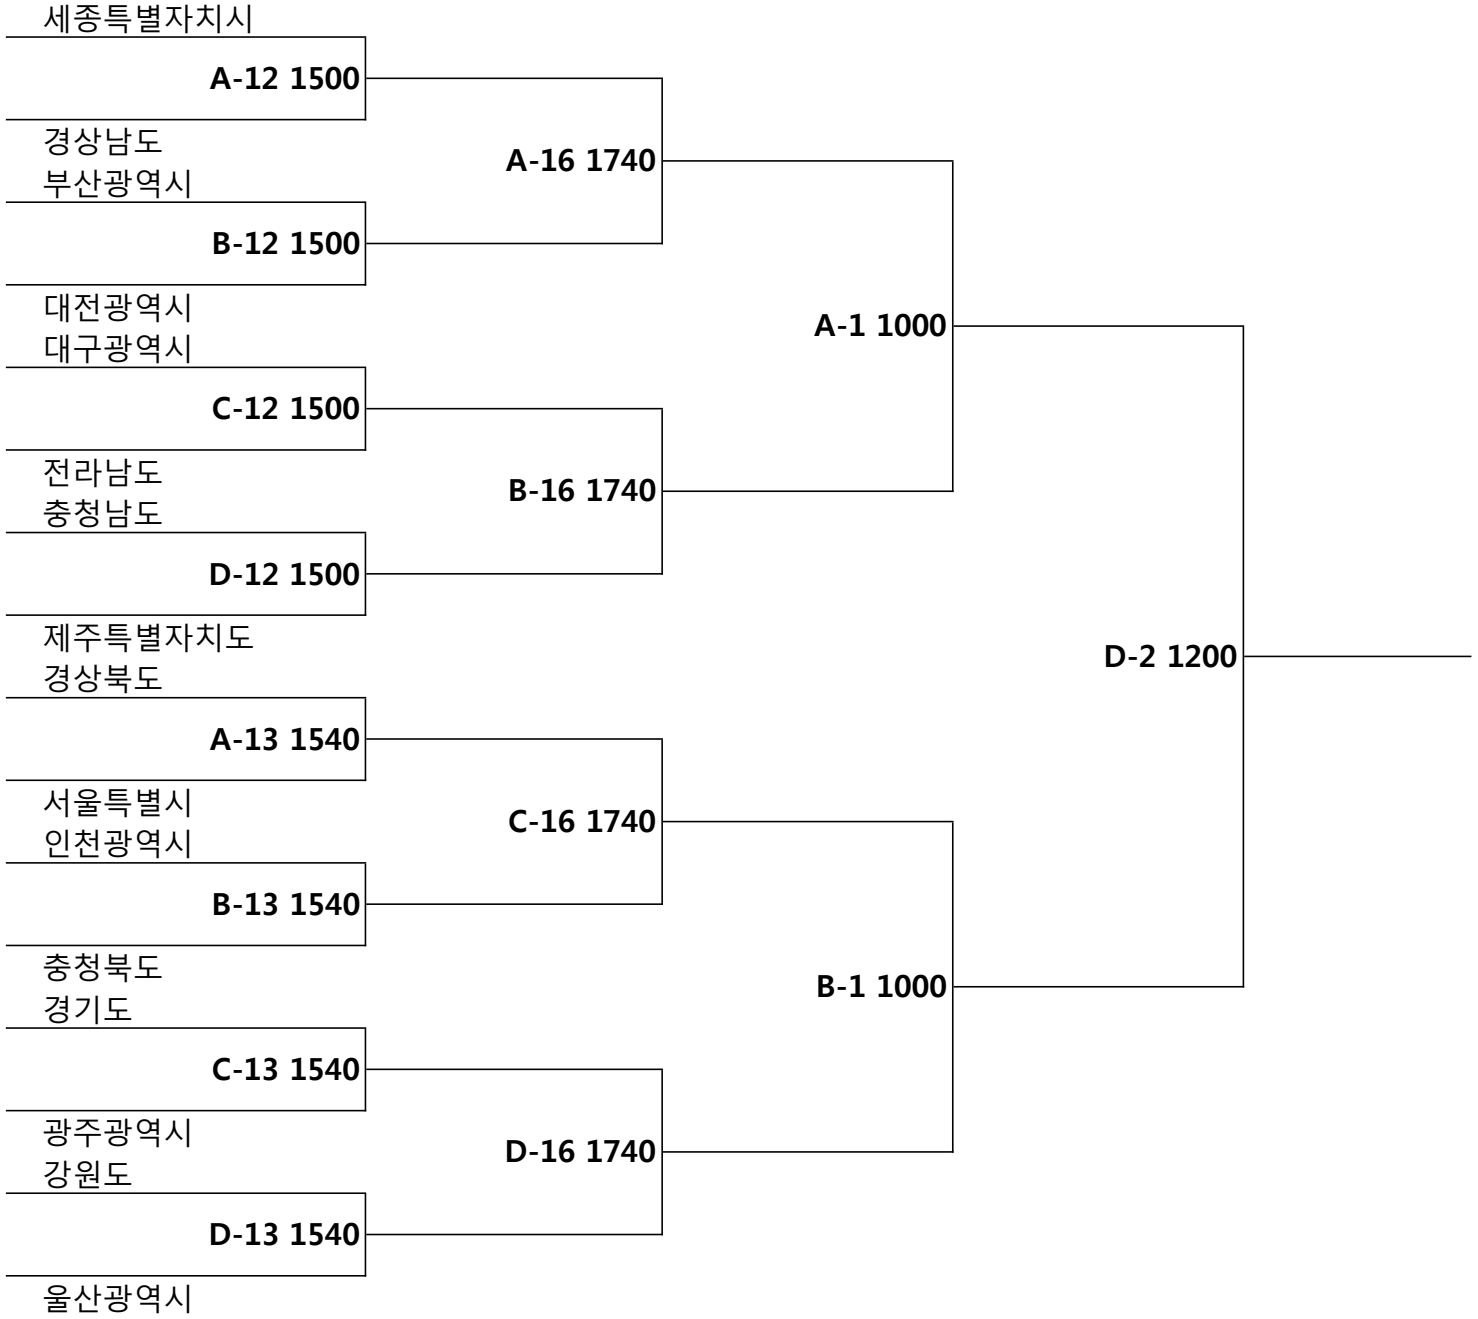 세종특별자치시
A-12 1500
경상남도
A-16 1740
부산광역시
B-12 1500
대전광역시
A-1 1000
대구광역시
C-12 1500
전라남도
B-16 1740
충청남도
D-12 1500
제주특별자치도
D-2 1200
경상북도
A-13 1540
서울특별시
C-16 1740
인천광역시
B-13 1540
충청북도
B-1 1000
경기도
C-13 1540
광주광역시
D-16 1740
강원도
D-13 1540
울산광역시